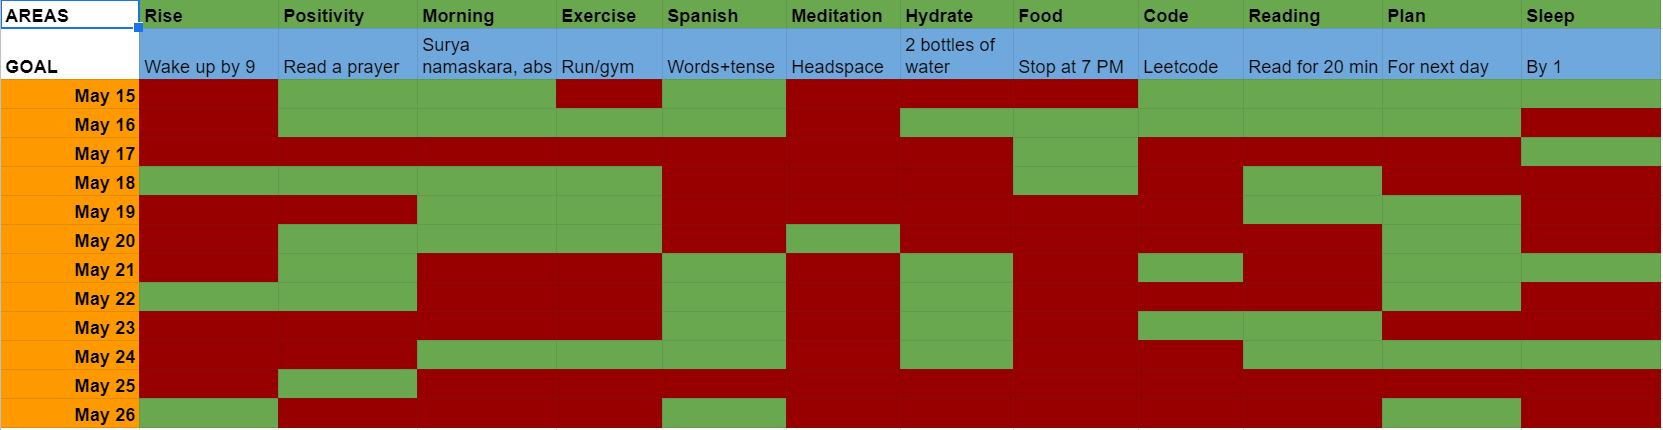 AREAS Rise Positivity Morning Exercise Spanish Meditation Hydrate Food Code Reading Plan Sleep
GOAL Wake up by 9 Read a prayer Surya namaskara, abs Run/gym Words+tense Headspace 2 bottles of water Stop at 7 PM Leetcode Read for 20 min For next day By 1
May 15
May 16
May 17
May 18
May 19
May 20
May 21
May 22
May 23
May 24
May 25
May 26